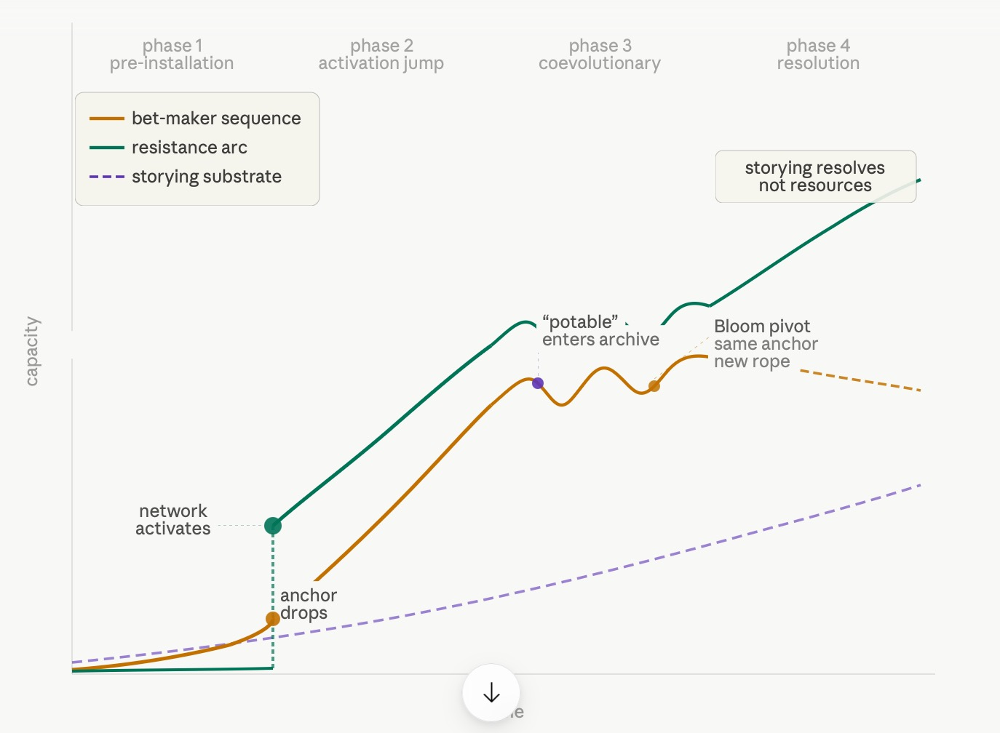 phase 1
pre-installation
phase 2
activation jump
phase 3
coevolutionary
phase 4
resolution
bet-maker sequence
resistance arc
storying substrate
storying resolves
not resources
capacity
“potable”
enters archive
Bloom pivot
same anchor
new rope
network
activates
anchor
drops